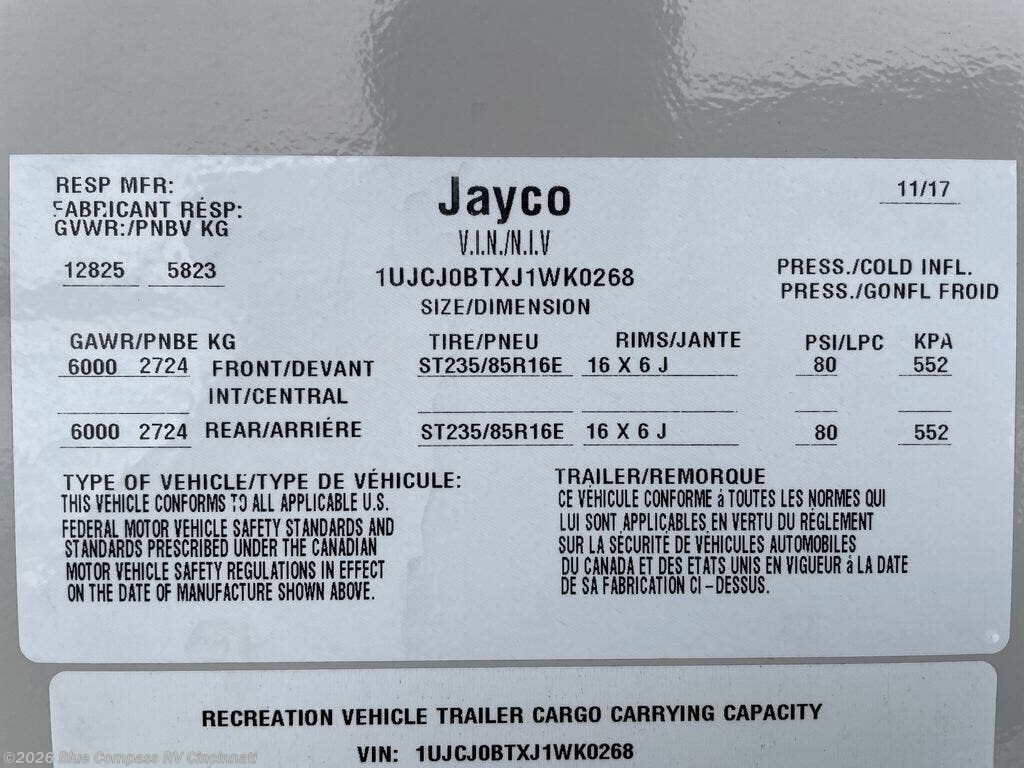 RESP MFR:
Jayco
11/17
FABRICANT RÉSP:
GVWR:/PNBV KG
V.I.N./N.I.V
12825 5823
1UJCJ0BTXJ1WK0268
PRESS./COLD INFL.
SIZE/DIMENSION
PRESS./GONFL FROID
GAWR/PNBE KG TIRE/PNEU RIMS/JANTE PSI/LPC KPA
6000 2724 FRONT/DEVANT ST235/85R16E 16 X 6 J 80 552
INT/CENTRAL
6000 2724 REAR/ARRIÉRE ST235/85R16E 16 X 6 J 80 552
TYPE OF VEHICLE/TYPE DE VÉHICULE:
THIS VEHICLE CONFORMS TO ALL APPLICABLE U.S.
FEDERAL MOTOR VEHICLE SAFETY STANDARDS AND
STANDARDS PRESCRIBED UNDER THE CANADIAN
MOTOR VEHICLE SAFETY REGULATIONS IN EFFECT
ON THE DATE OF MANUFACTURE SHOWN ABOVE.
TRAILER/REMORQUE
CE VÉHICULE CONFORME á TOUTES LES NORMES QUI
LUI SONT APPLICABLES EN VERTU DU RÉGLEMENT
SUR LA SÉCURITÉ DE VÉHICULES AUTOMOBILES
DU CANADA ET DES ETATS UNIS EN VIGUEUR á LA DATE
DE SA FABRICATION CI-DESSUS.
RECREATION VEHICLE TRAILER CARGO CARRYING CAPACITY
VIN: 1UJCJ0BTXJ1WK0268
©2026 Blue Compass RV Cincinnati